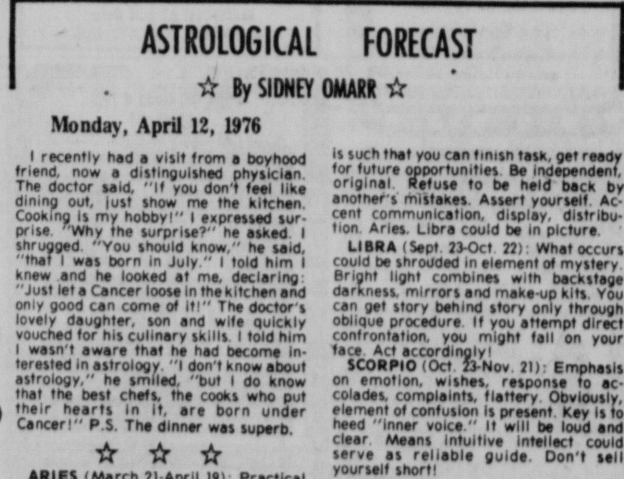 ASTROLOGICAL FORECAST
☆ By SIDNEY OMARR ☆
Monday, April 12, 1976
I recently had a visit from a boyhood
friend, now a distinguished physician.
The doctor said, "If you don't feel like
dining out, just show me the kitchen.
Cooking is my hobby!" I expressed sur-
prise. "Why the surprise?" he asked. I
shrugged. "You should know," he said,
"that I was born in July." I told him I
knew and he looked at me, declaring:
"Just let a Cancer loose in the kitchen and
only good can come of it!" The doctor's
lovely daughter, son and wife quickly
vouched for his culinary skills. I told him
I wasn't aware that he had become in-
terested in astrology. "I don't know about
astrology," he smiled, "but I do know
that the best chefs, the cooks who put
their hearts in it, are born under
Cancer!" P.S. The dinner was superb.
☆ ☆ ☆
ARIES (March 21-April 19): Practical
is such that you can finish task, get ready
for future opportunities. Be independent,
original. Refuse to be held back by
another's mistakes. Assert yourself. Ac-
cent communication, display, distribu-
tion. Aries. Libra could be in picture.
LIBRA (Sept. 23-Oct. 22): What occurs
could be shrouded in element of mystery.
Bright light combines with backstage
darkness, mirrors and make-up kits. You
can get story behind story only through
oblique procedure. If you attempt direct
confrontation, you might fall on your
face. Act accordingly!
SCORPIO (Oct. 23-Nov. 21): Emphasis
on emotion, wishes, response to ac-
colades, complaints, flattery. Obviously,
element of confusion is present. Key is to
heed "inner voice." It will be loud and
clear. Means intuitive intellect could
serve as reliable guide. Don't sell
yourself short!